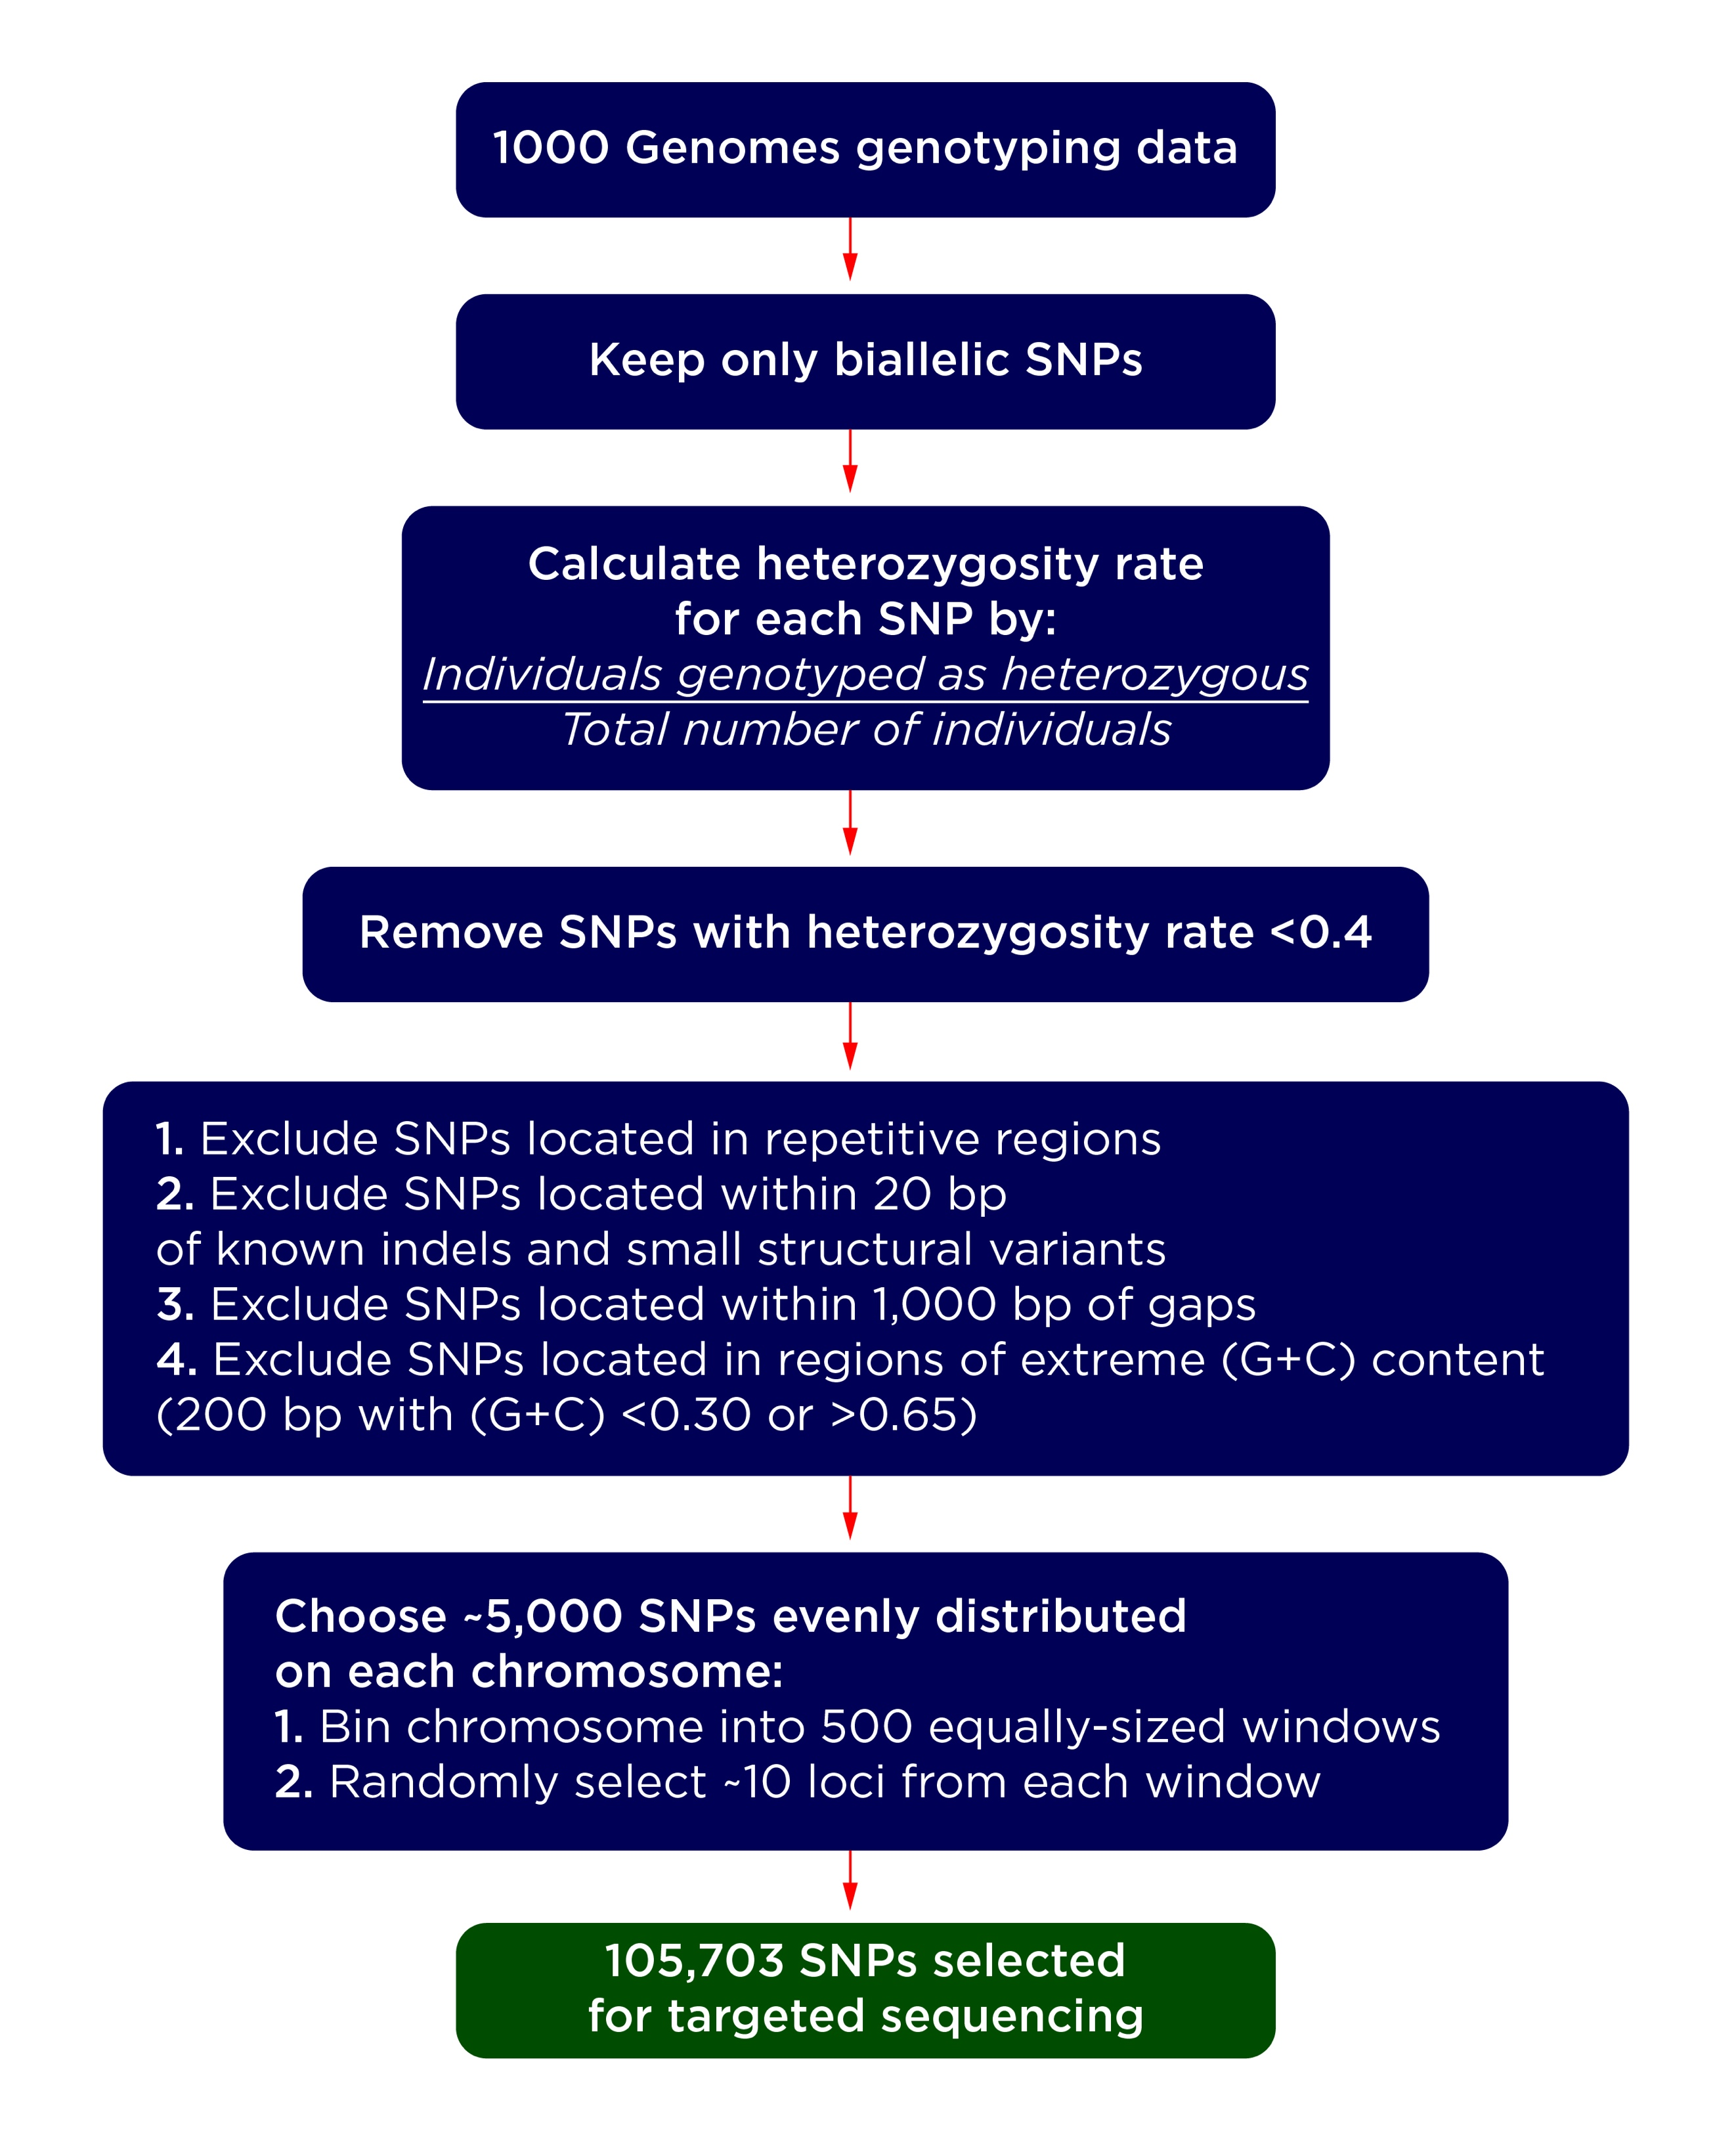 1000 Genomes genotyping data
Keep only biallelic SNPs
Calculate heterozygosity rate
for each SNP by:
Individuals genotyped as heterozygous
Total number of individuals
Remove SNPs with heterozygosity rate <0.4
1. Exclude SNPs located in repetitive regions
2. Exclude SNPs located within 20 bp
of known indels and small structural variants
3. Exclude SNPs located within 1,000 bp of gaps
4. Exclude SNPs located in regions of extreme (G+C) content
(200 bp with (G+C) <0.30 or >0.65)
Choose ~5,000 SNPs evenly distributed
on each chromosome:
1. Bin chromosome into 500 equally-sized windows
2. Randomly select ~10 loci from each window
105,703 SNPs selected
for targeted sequencing